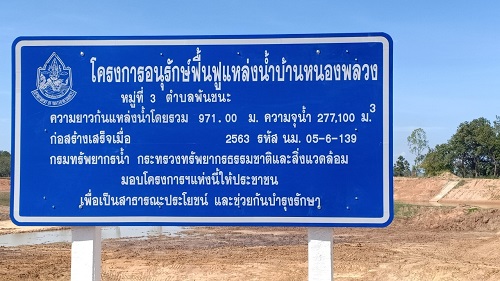 โครงการอนุรักษ์ฟื้นฟูแหล่งน้ำบ้านหนองพลวง
หมู่ที่ 3 ตำบลพันชนะ
ความยาวกันแหล่งน้ำโดยรวม 971.00 ม. ความจุน้ำ 277,100 ม.3
ก่อสร้างเสร็จเมื่อ 2563 รหัส นม. 05-6-139
กรมทรัพยากรน้ำ กระทรวงทรัพยากรธรรมชาติและสิ่งแวดล้อม
มอบโครงการฯแห่งนี้ให้ประชาชน
เพื่อเป็นสาธารณะประโยชน์ และช่วยกันบำรุงรักษา